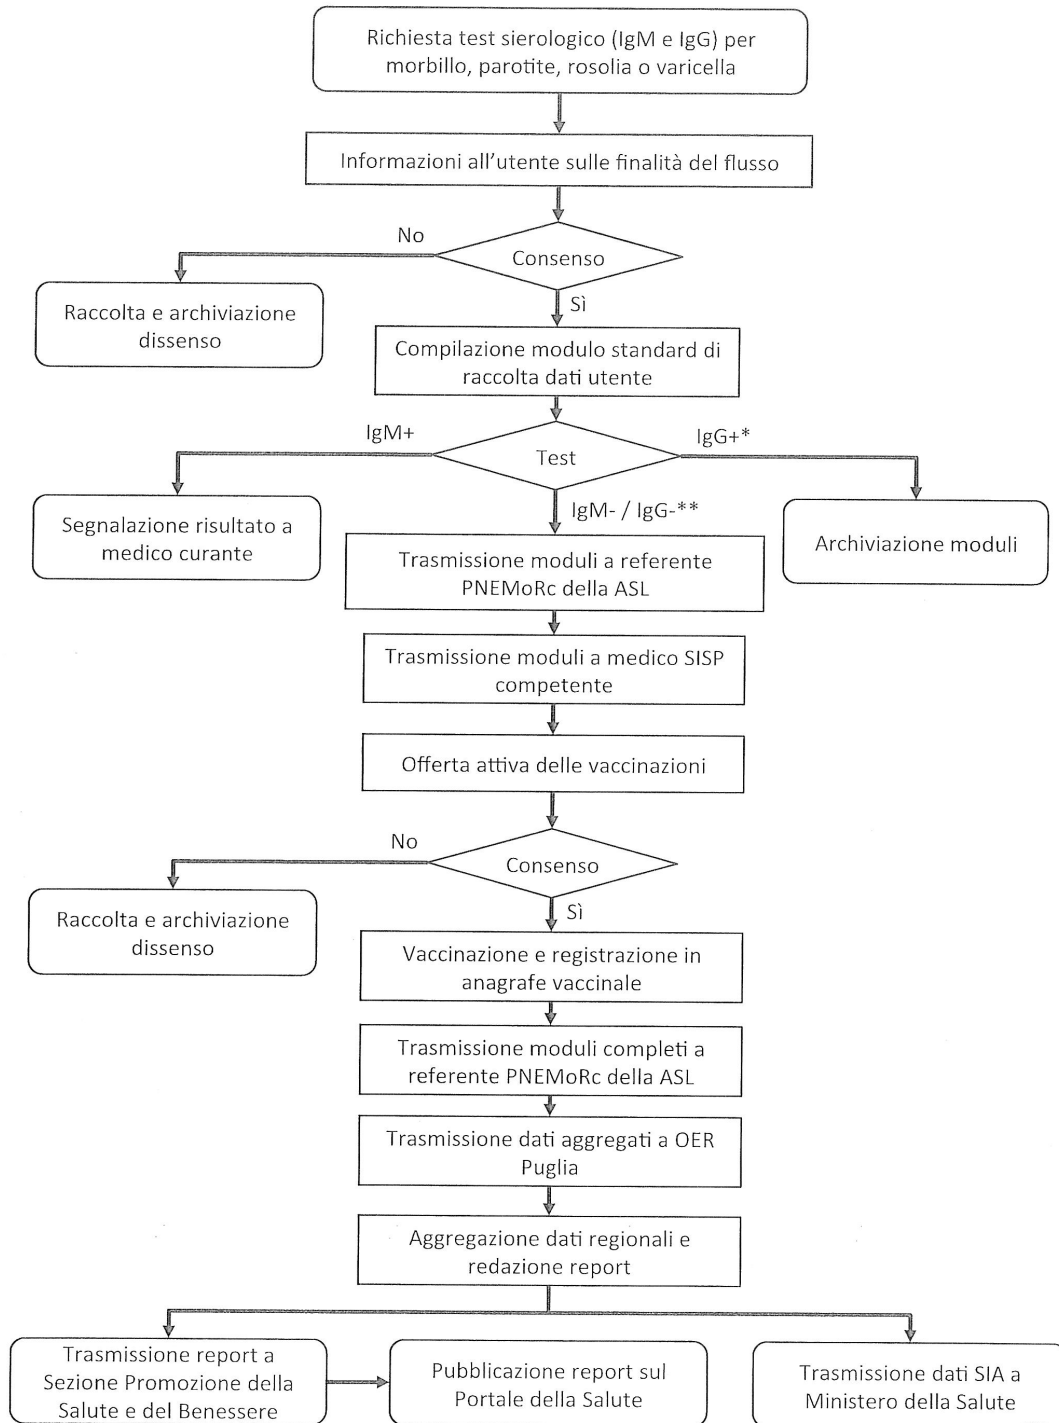 Richiesta test sierologico (IgM e IgG) per
morbillo, parotite, rosolia o varicella
Informazioni all'utente sulle finalità del flusso
No
Consenso
Raccolta e archiviazione
dissenso
Sì
Compilazione modulo standard di
raccolta dati utente
IgM+
IgG+*
Test
Segnalazione risultato a
medico curante
IgM- / IgG-**
Archiviazione moduli
Trasmissione moduli a referente
PNEMoRc della ASL
Trasmissione moduli a medico SISP
competente
Offerta attiva delle vaccinazioni
No
Consenso
Raccolta e archiviazione
dissenso
Sì
Vaccinazione e registrazione in
anagrafe vaccinale
Trasmissione moduli completi a
referente PNEMoRc della ASL
Trasmissione dati aggregati a OER
Puglia
Aggregazione dati regionali e
redazione report
Trasmissione report a
Sezione Promozione della
Salute e del Benessere
Pubblicazione report sul
Portale della Salute
Trasmissione dati SIA a
Ministero della Salute